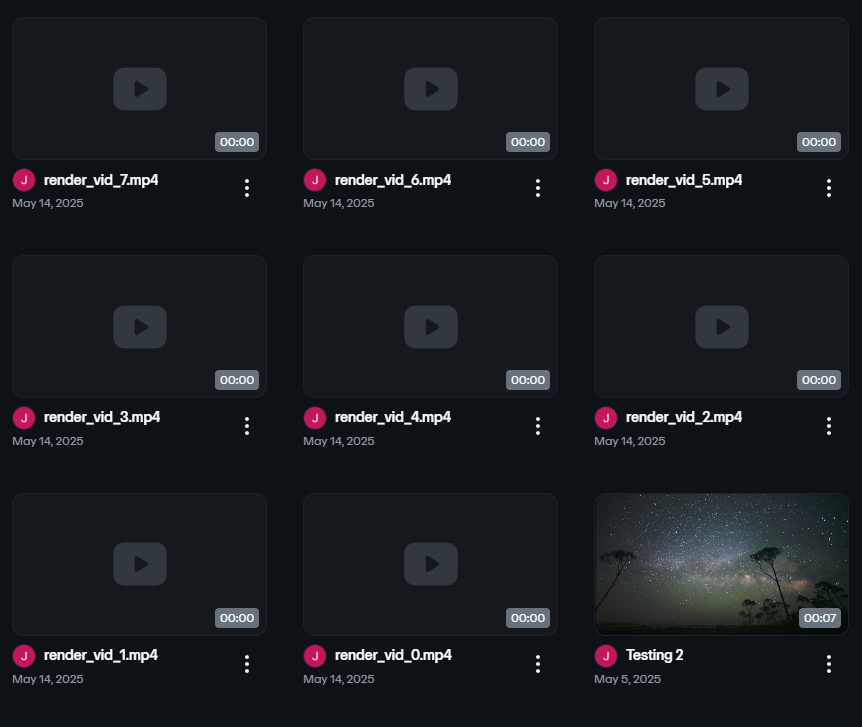 00:00
00:00
00:00
J render_vid_7.mp4
May 14, 2025
J render_vid_6.mp4
May 14, 2025
J render_vid_5.mp4
May 14, 2025
00:00
00:00
00:00
J render_vid_3.mp4
May 14, 2025
J render_vid_4.mp4
May 14, 2025
J render_vid_2.mp4
May 14, 2025
00:00
00:00
00:07
J render_vid_1.mp4
May 14, 2025
J render_vid_0.mp4
May 14, 2025
J Testing 2
May 5, 2025